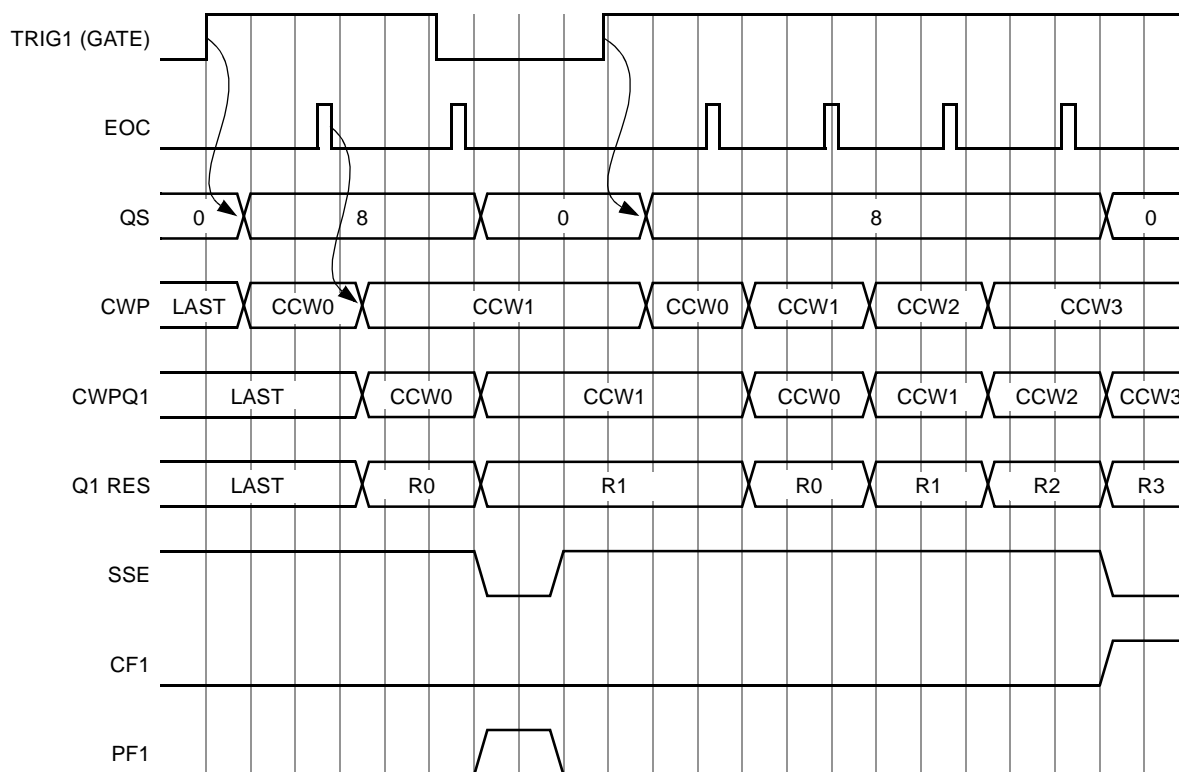 TRIG1 (GATE)
EOC
QS 0 8 0 8 0
CWP LAST CCW0 CCW1 CCW0 CCW1 CCW2 CCW3
CWPQ1 LAST CCW0 CCW1 CCW0 CCW1 CCW2 CCW3
Q1 RES LAST R0 R1 R0 R1 R2 R3
SSE
CF1
PF1